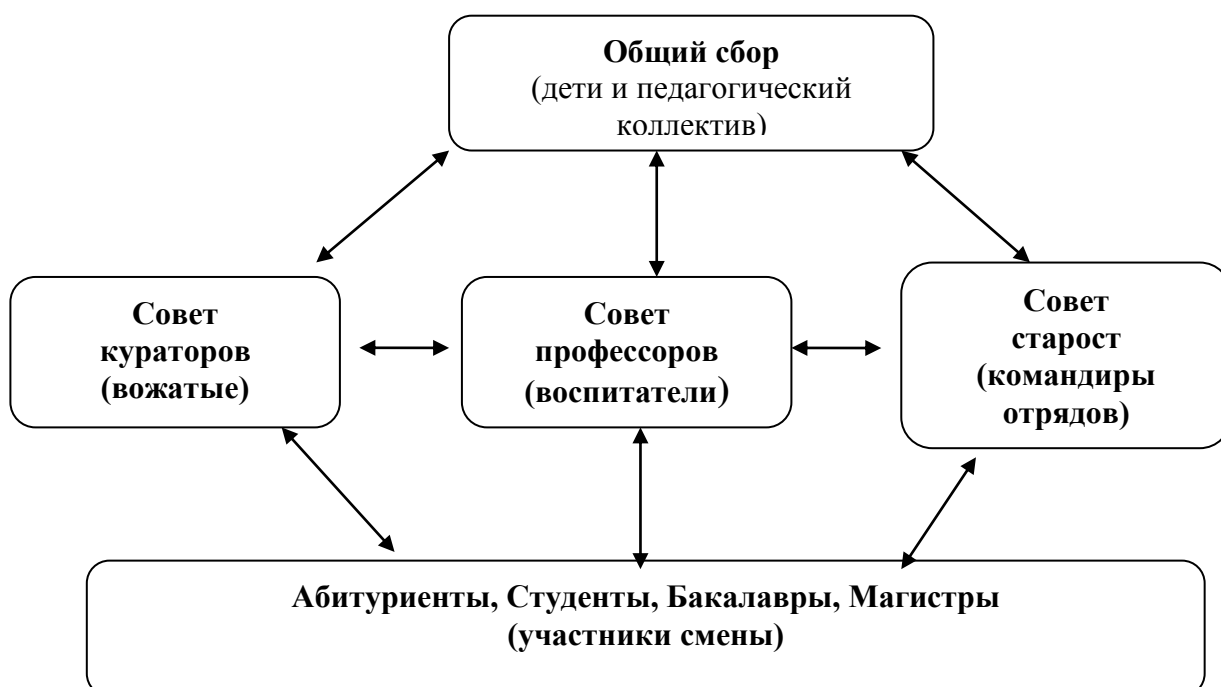 Общий сбор
(дети и педагогический
коллектив)
Совет
кураторов
(вожатые)
Совет
профессоров
(воспитатели)
Совет
старост
(командиры
отрядов)
Абитуриенты, Студенты, Бакалавры, Магистры
(участники смены)